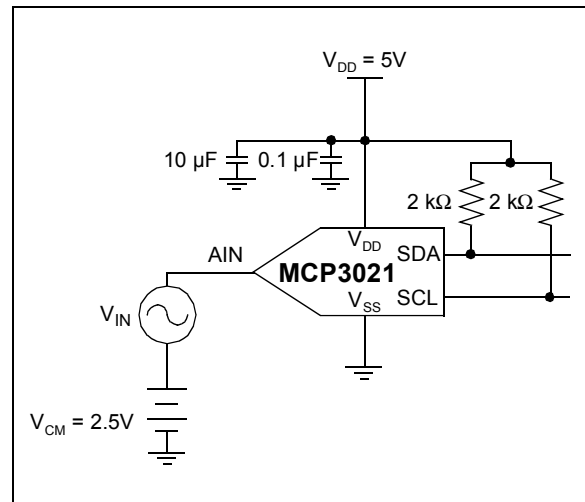 V_DD = 5V
10 µF
0.1 µF
2 kΩ
2 kΩ
AIN
V_DD
SDA
MCP3021
V_SS
SCL
V_IN
V_CM = 2.5V